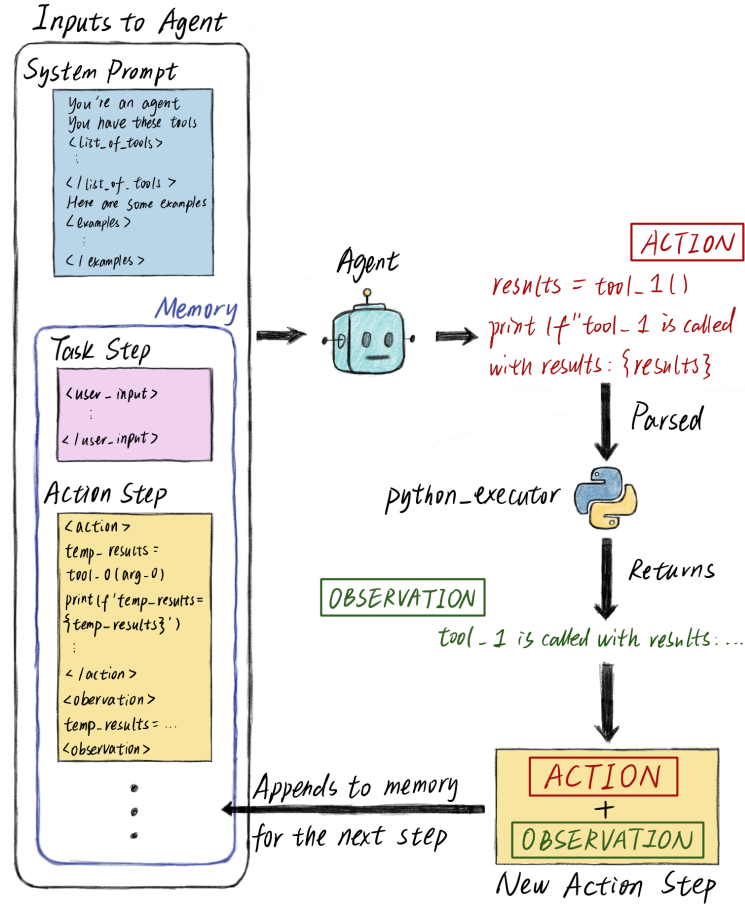 Inputs to Agent
System Prompt
You're an agent
You have these tools
<list_of_tools>
⋮
</list_of_tools>
Here are some examples
<examples>
⋮
</examples>
Memory
Task Step
<user_input>
⋮
</user_input>
Action Step
<action>
temp_results=
tool_0(arg_0)
print(f'temp_results=
{temp_results}')
⋮
</action>
<obervation>
temp_results=...
<observation>
⋮
Agent
ACTION
results = tool_1()
print(f"tool_1 is called
with results: {results}
Parsed
python_executor
Returns
OBSERVATION
tool_1 is called with results: ...
ACTION
+
OBSERVATION
New Action Step
Appends to memory
for the next step